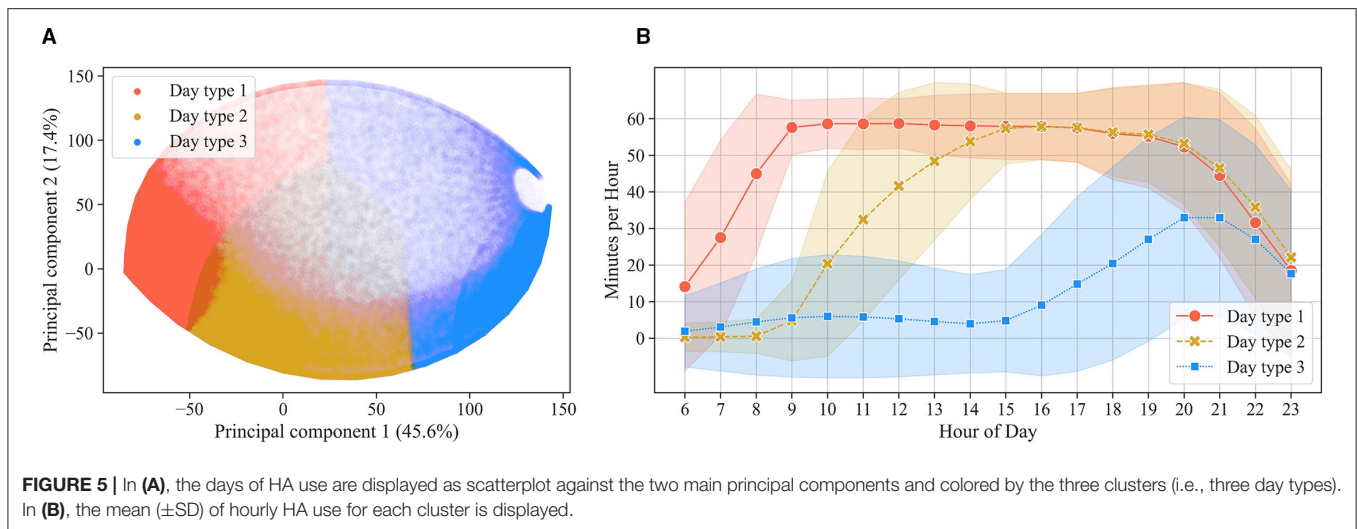 A
B
150
100
50
0
−50
Principal component 2 (17.4%)
Day type 1
Day type 2
Day type 3
−50 0 50 100 150
Principal component 1 (45.6%)
60
50
40
30
20
10
0
Minutes per Hour
Day type 1
Day type 2
Day type 3
6 7 8 9 10 11 12 13 14 15 16 17 18 19 20 21 22 23
Hour of Day
FIGURE 5 | In (A), the days of HA use are displayed as scatterplot against the two main principal components and colored by the three clusters (i.e., three day types).
In (B), the mean (±SD) of hourly HA use for each cluster is displayed.